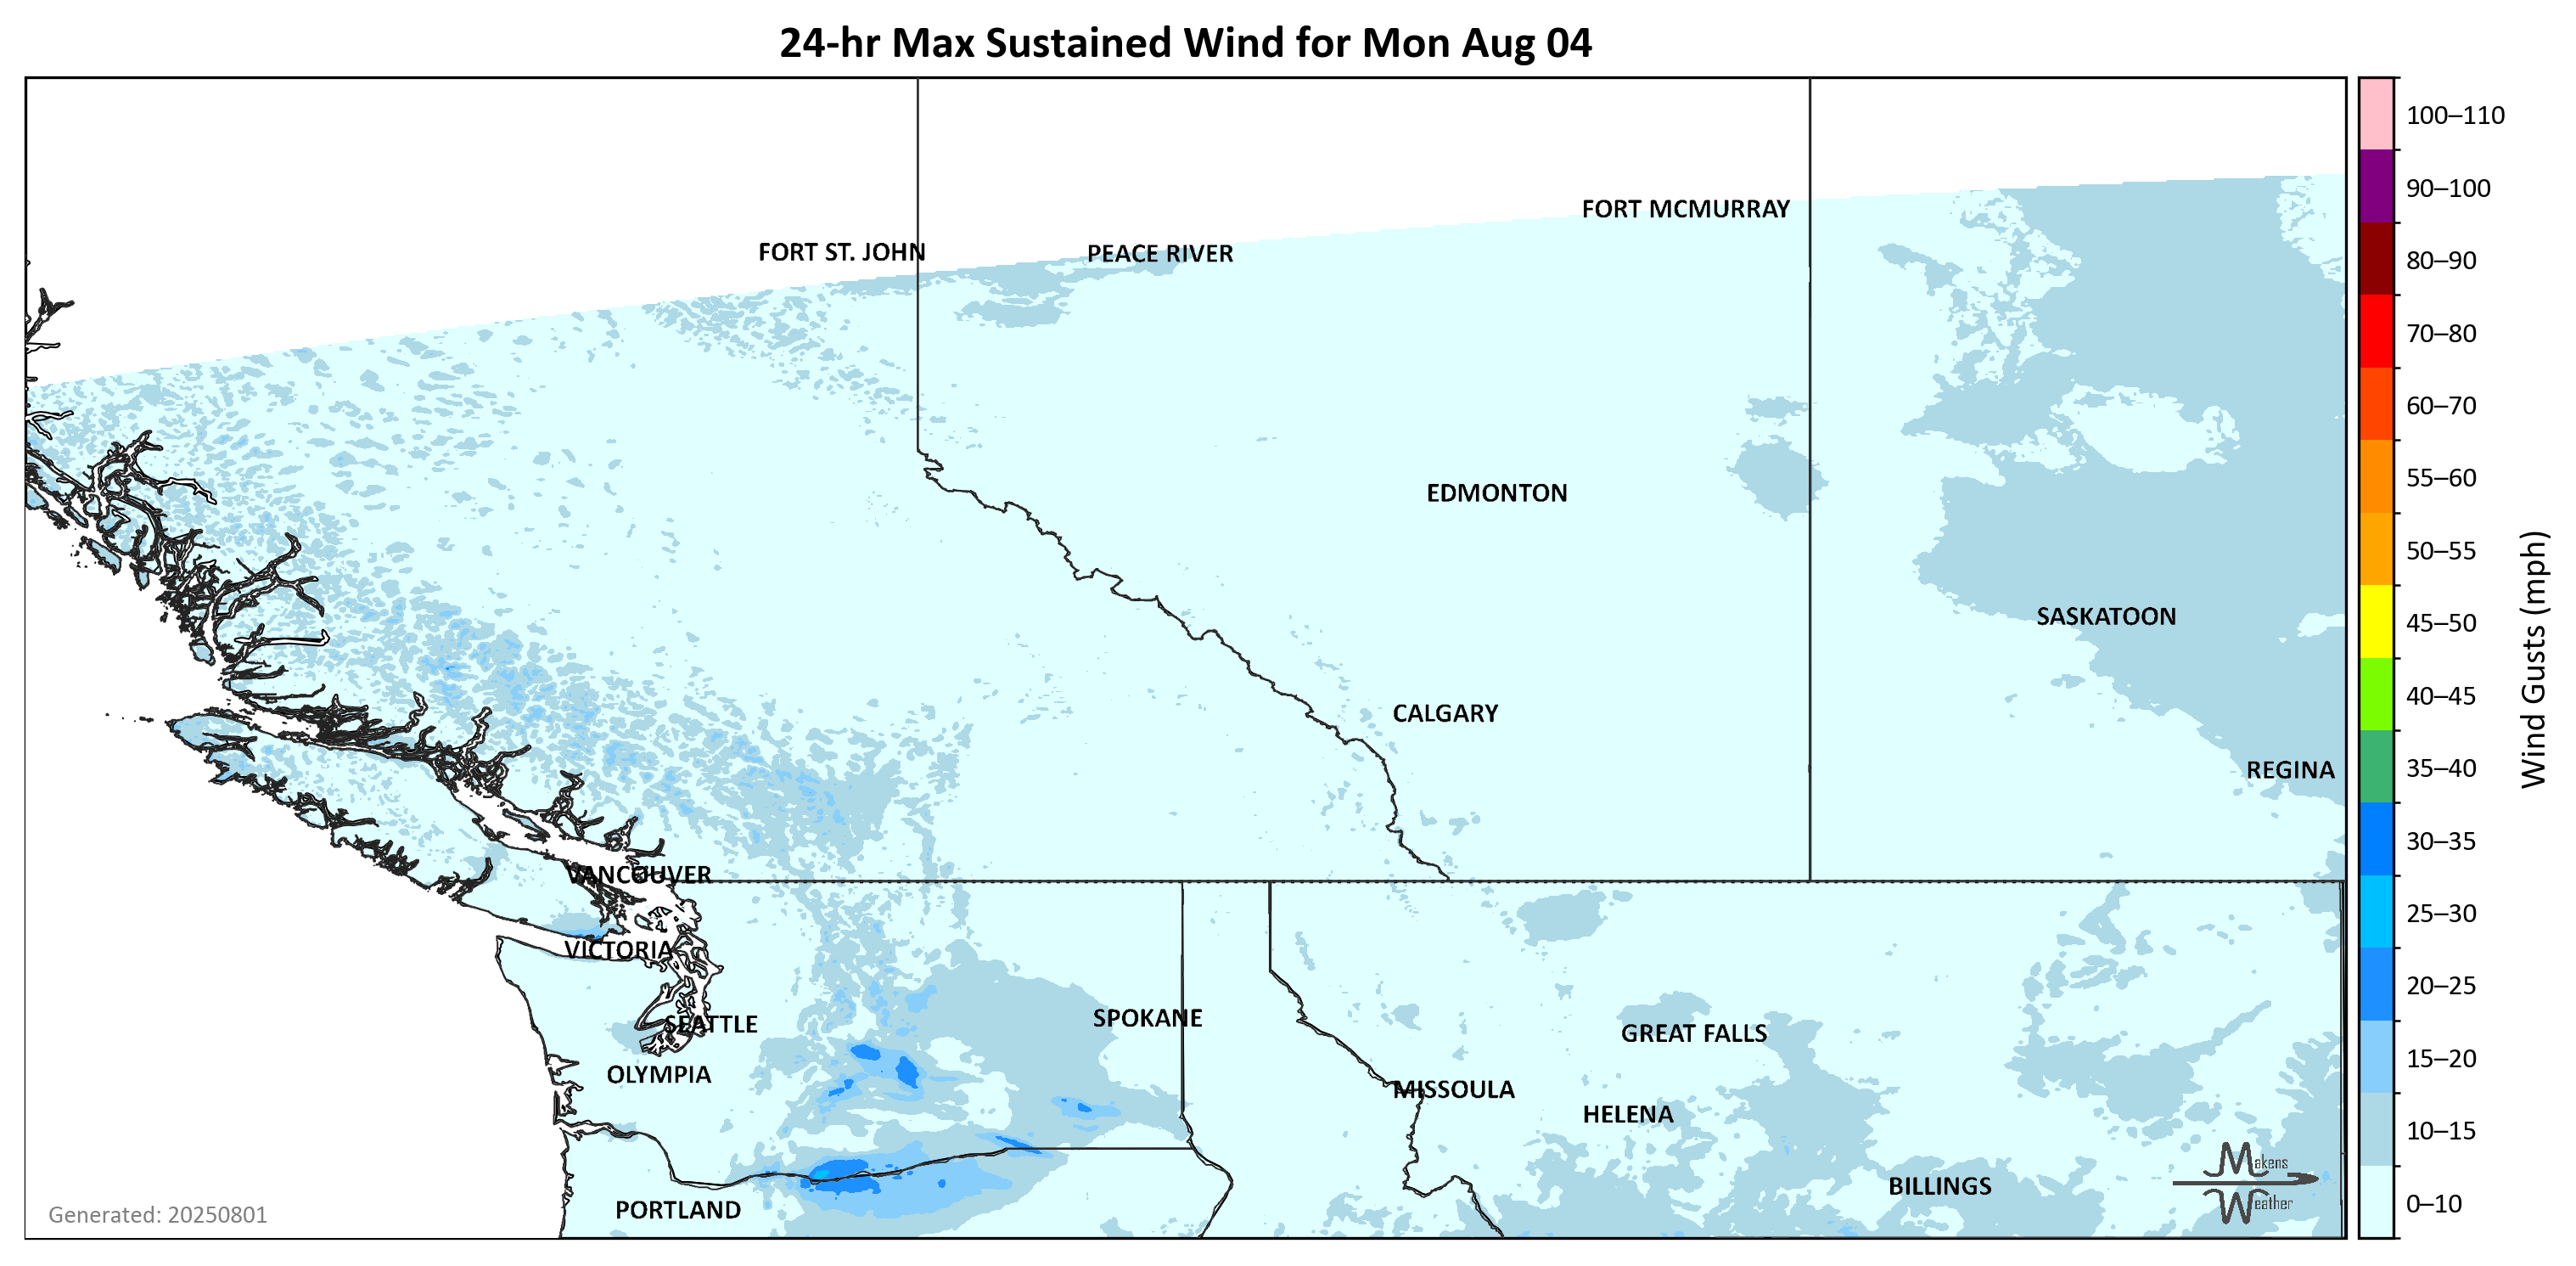 24-hr Max Sustained Wind for Mon Aug 04
FORT MCMURRAY
FORT ST. JOHN
PEACE RIVER
EDMONTON
SASKATOON
CALGARY
REGINA
VANCOUVER
VICTORIA
SEATTLE
SPOKANE
GREAT FALLS
OLYMPIA
MISSOULA
HELENA
BILLINGS
PORTLAND
Makens
Weather
Generated: 20250801
100–110
90–100
80–90
70–80
60–70
55–60
50–55
45–50
40–45
35–40
30–35
25–30
20–25
15–20
10–15
0–10
Wind Gusts (mph)